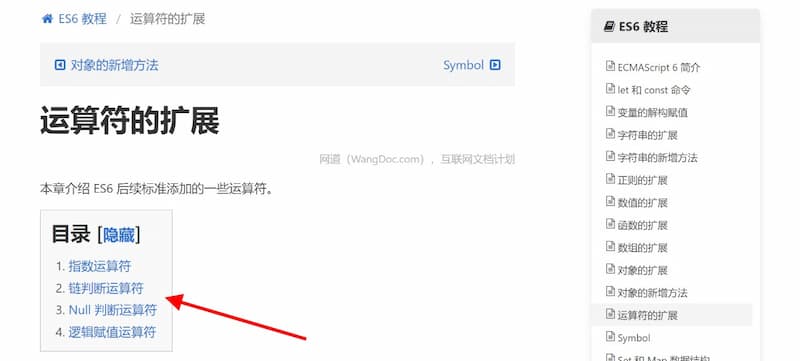 ES6 教程 / 运算符的扩展
对象的新增方法
Symbol
运算符的扩展
网道（WangDoc.com），互联网文档计划
本章介绍 ES6 后续标准添加的一些运算符。
目录 [隐藏]
1. 指数运算符
2. 链判断运算符
3. Null 判断运算符
4. 逻辑赋值运算符
ES6 教程
ECMAScript 6 简介
let 和 const 命令
变量的解构赋值
字符串的扩展
字符串的新增方法
正则的扩展
数值的扩展
函数的扩展
数组的扩展
对象的扩展
对象的新增方法
运算符的扩展
Symbol
Set 和 Map 数据结构